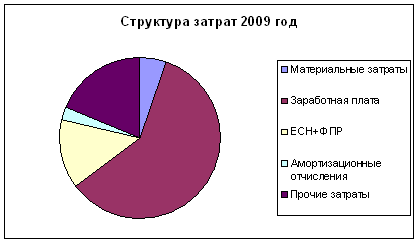 Структура затрат 2009 год
Материальные затраты
Заработная плата
ЕСН+ФПР
Амортизационные
отчисления
Прочие затраты